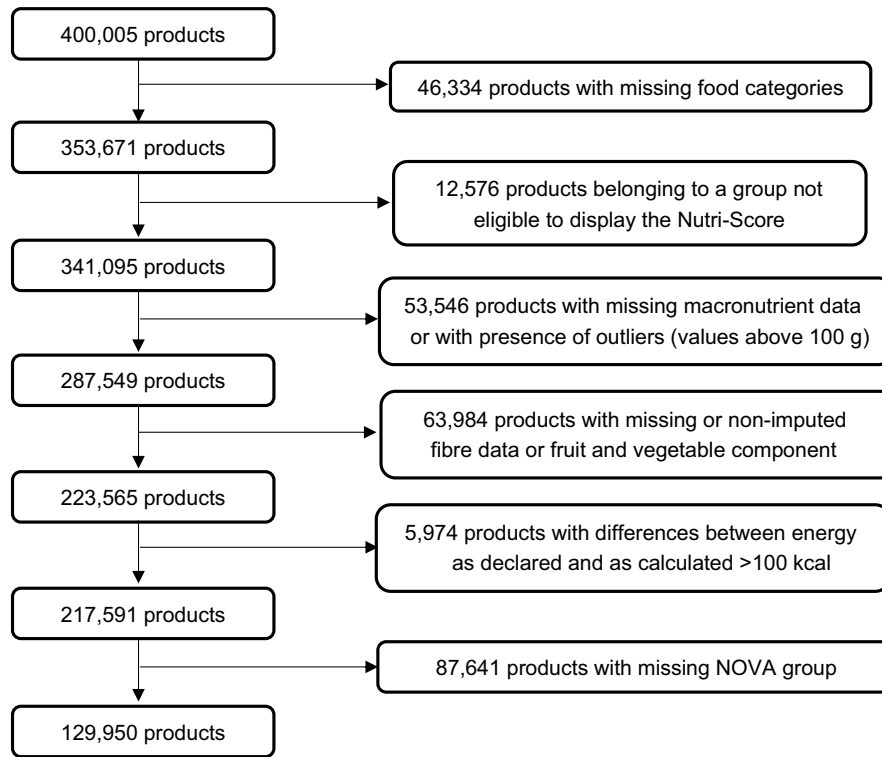 400,005 products
46,334 products with missing food categories
353,671 products
12,576 products belonging to a group not
eligible to display the Nutri-Score
341,095 products
53,546 products with missing macronutrient data
or with presence of outliers (values above 100 g)
287,549 products
63,984 products with missing or non-imputed
fibre data or fruit and vegetable component
223,565 products
5,974 products with differences between energy
as declared and as calculated >100 kcal
217,591 products
87,641 products with missing NOVA group
129,950 products